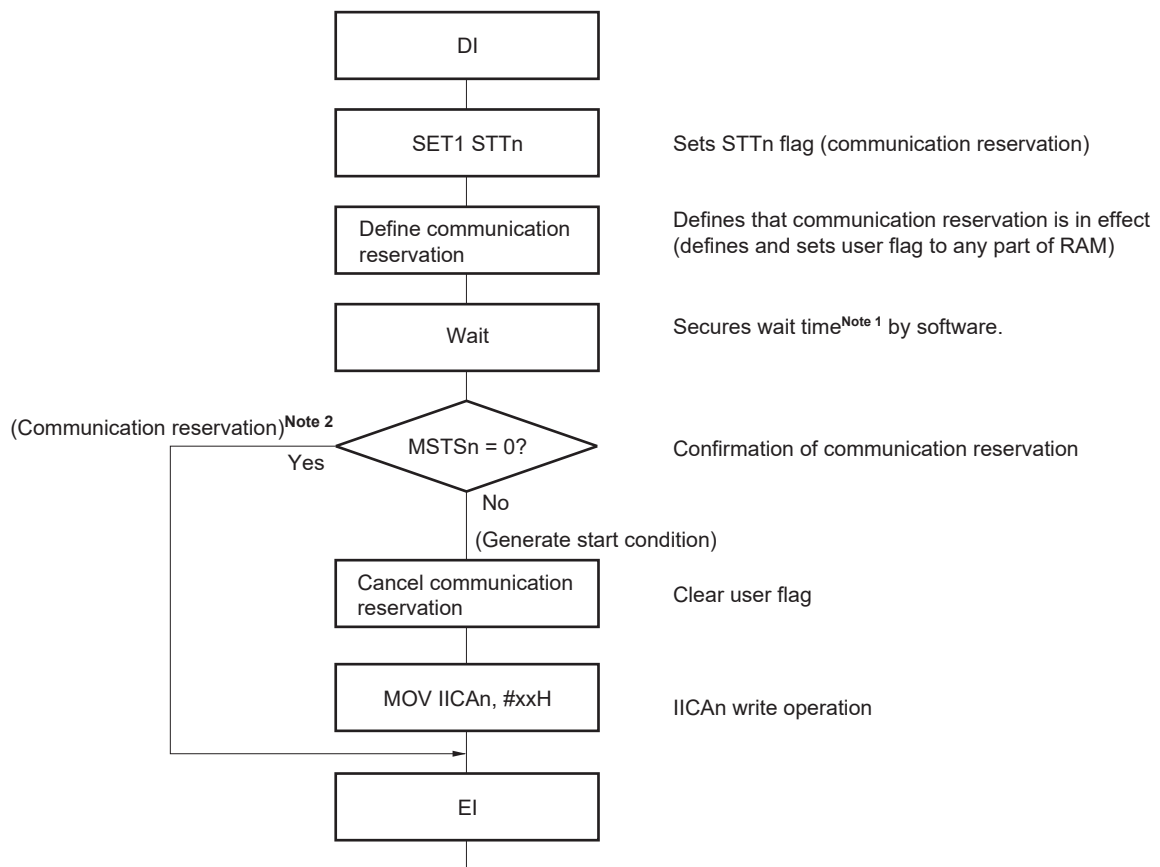 DI
SET1 STTn
Sets STTn flag (communication reservation)
Define communication
reservation
Defines that communication reservation is in effect
(defines and sets user flag to any part of RAM)
Wait
Secures wait timeNote 1 by software.
(Communication reservation)Note 2
MSTSn = 0?
Confirmation of communication reservation
Yes
No
(Generate start condition)
Cancel communication
reservation
Clear user flag
MOV IICAn, #xxH
IICAn write operation
EI